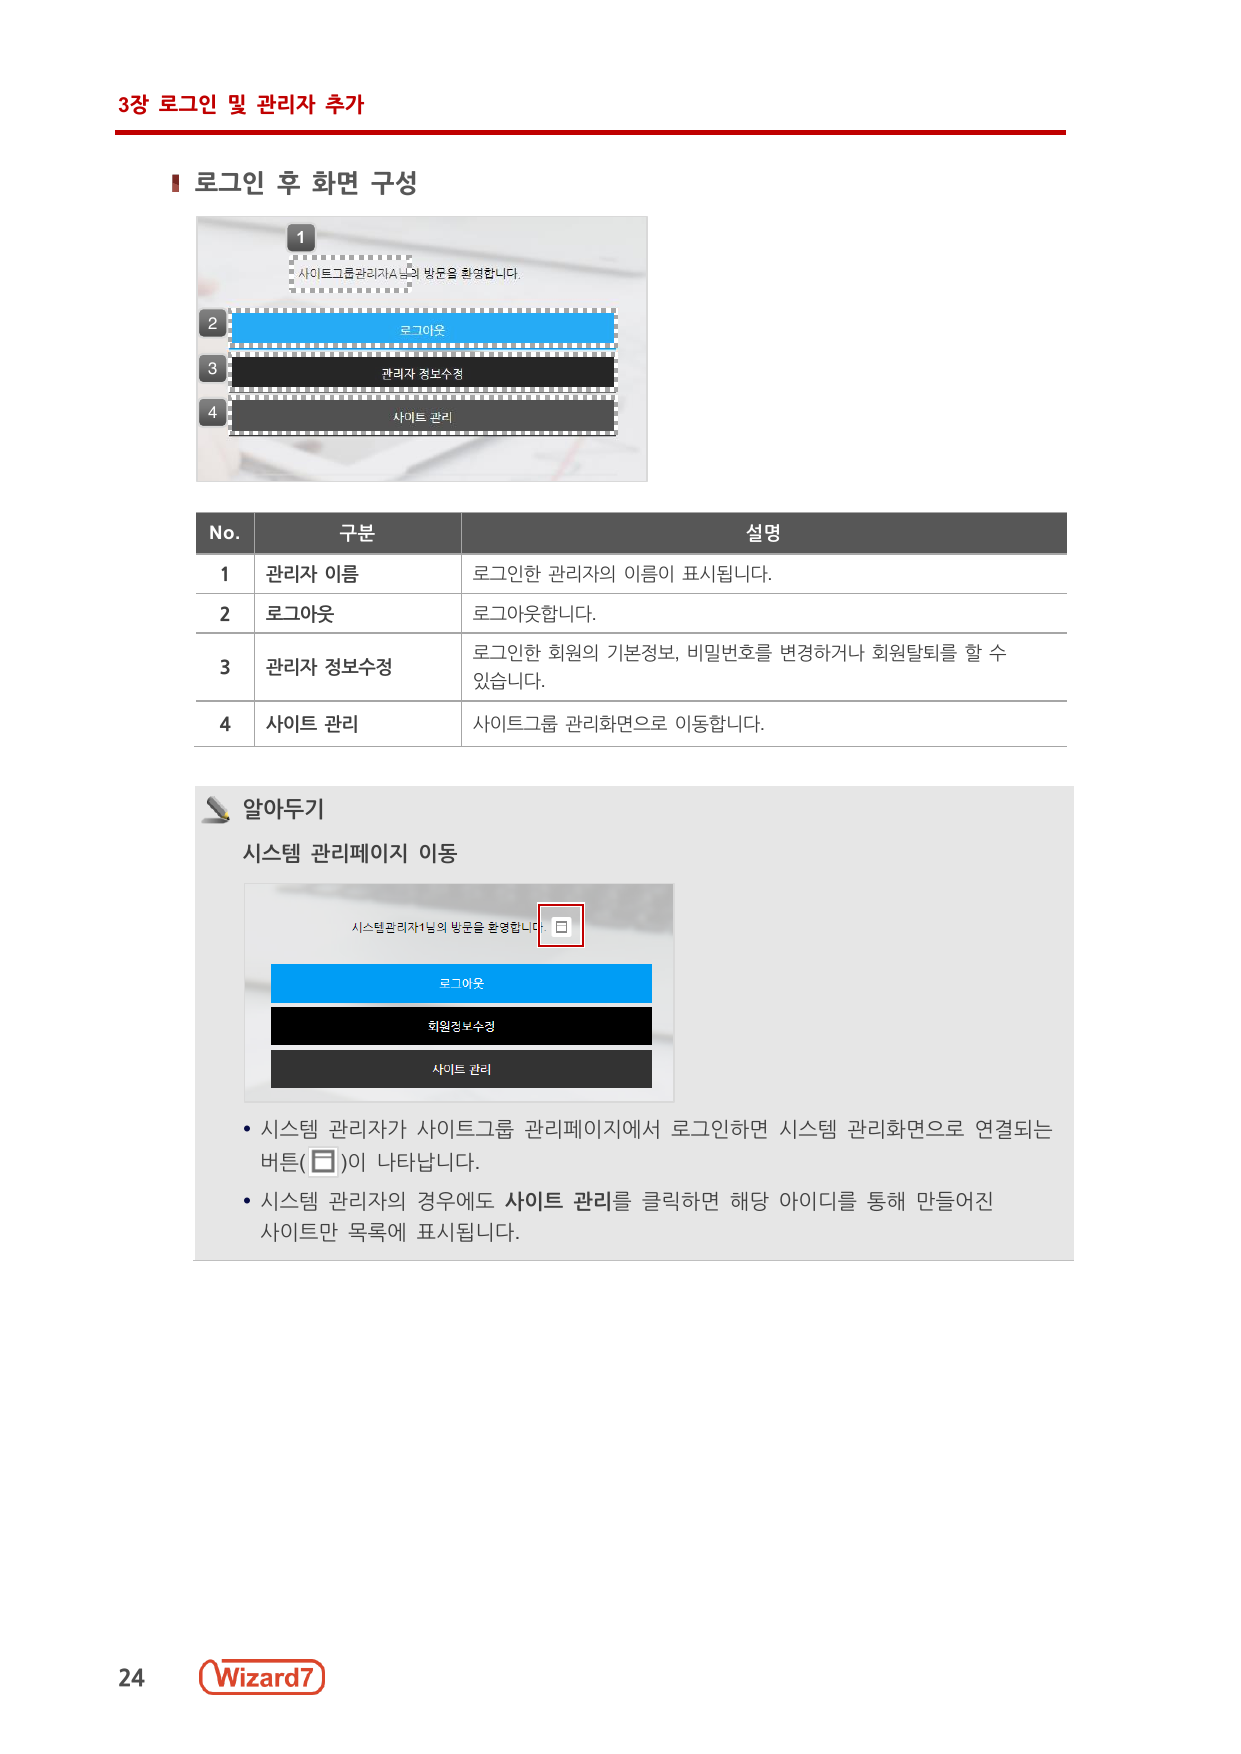 3장 로그인 및 관리자 추가
로그인 후 화면 구성
1
사이트그룹관리자A님의 방문을 환영합니다.
2 로그아웃
3 관리자 정보수정
4 사이트 관리
No. 구분 설명
1 관리자 이름 로그인한 관리자의 이름이 표시됩니다.
2 로그아웃 로그아웃합니다.
3 관리자 정보수정 로그인한 회원의 기본정보, 비밀번호를 변경하거나 회원탈퇴를 할 수
있습니다.
4 사이트 관리 사이트그룹 관리화면으로 이동합니다.
알아두기
시스템 관리페이지 이동
시스템관리자1님의 방문을 환영합니다.
로그아웃
회원정보수정
사이트 관리
• 시스템 관리자가 사이트그룹 관리페이지에서 로그인하면 시스템 관리화면으로 연결되는
버튼( )이 나타납니다.
• 시스템 관리자의 경우에도 사이트 관리를 클릭하면 해당 아이디를 통해 만들어진
사이트만 목록에 표시됩니다.
24 Wizard7